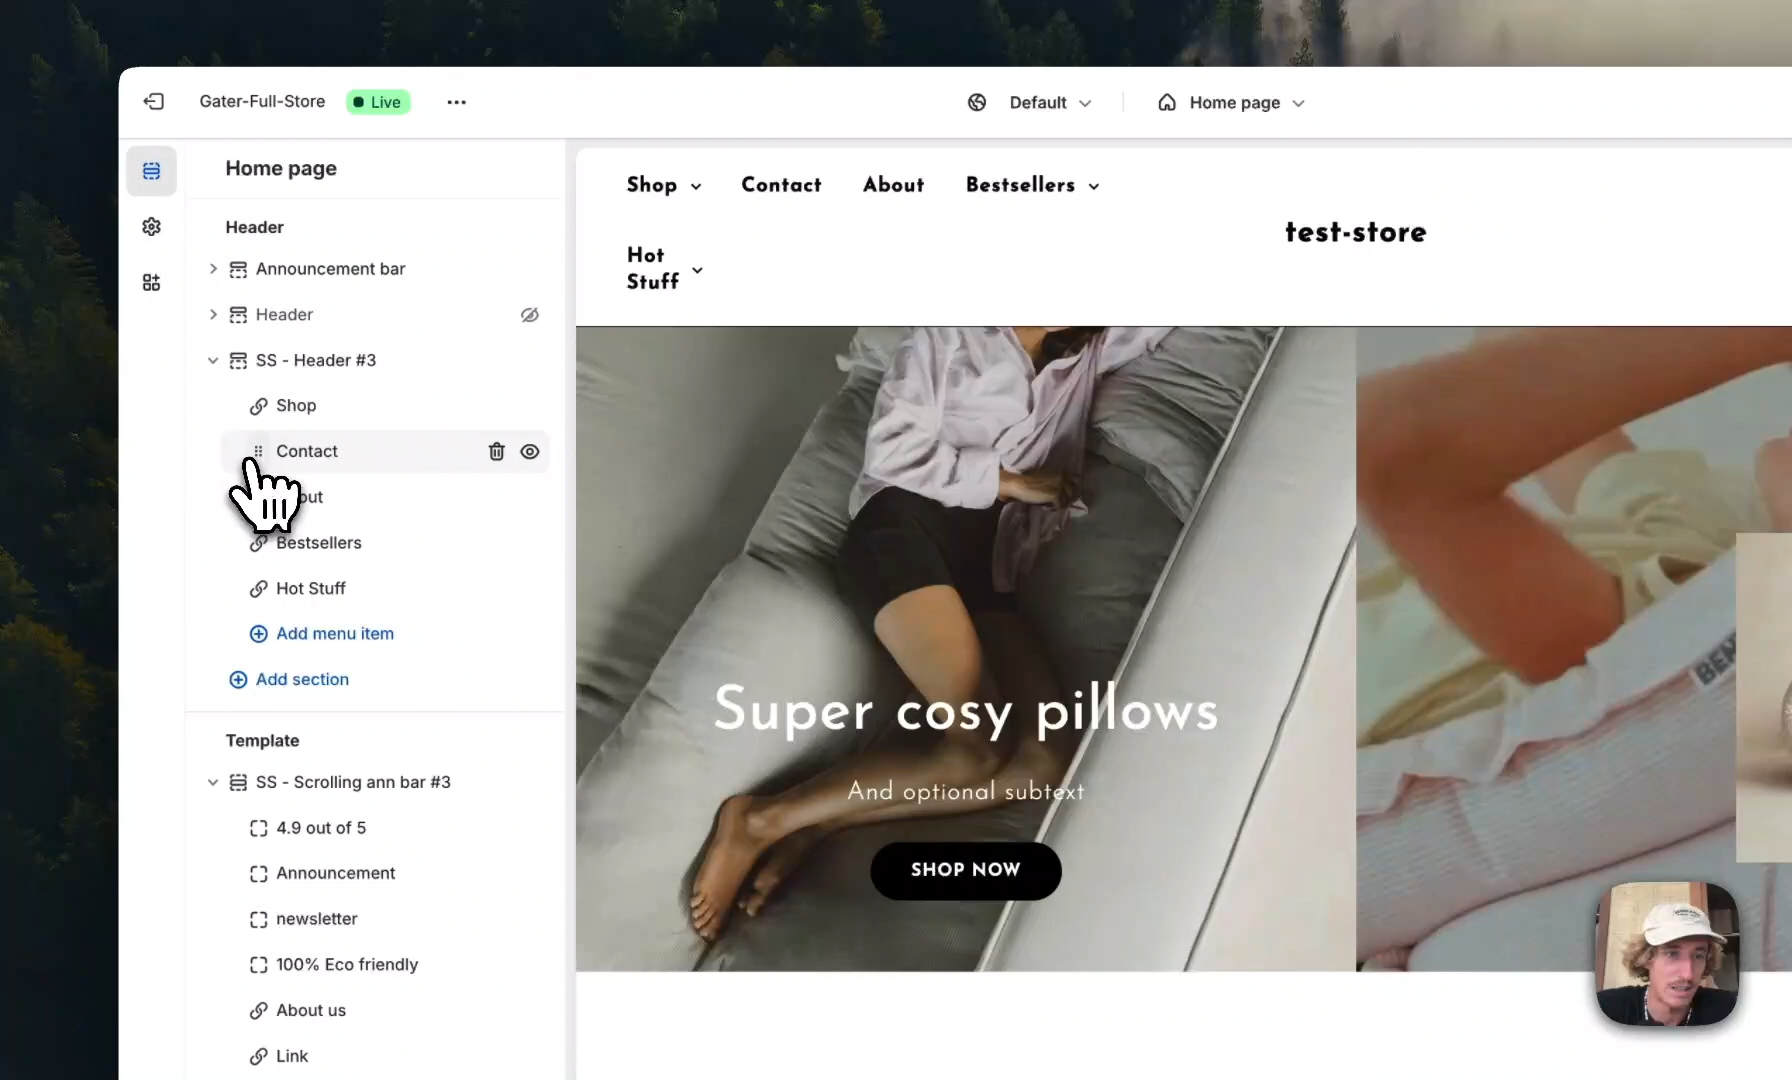 Gater-Full-Store
Live
Default
Home page
Home page
Header
Announcement bar
Header
SS - Header #3
Shop
Contact
out
Bestsellers
Hot Stuff
Add menu item
Add section
Template
SS - Scrolling ann bar #3
4.9 out of 5
Announcement
newsletter
100% Eco friendly
About us
Link
Shop
Contact
About
Bestsellers
Hot
Stuff
test-store
Super cosy pillows
And optional subtext
SHOP NOW